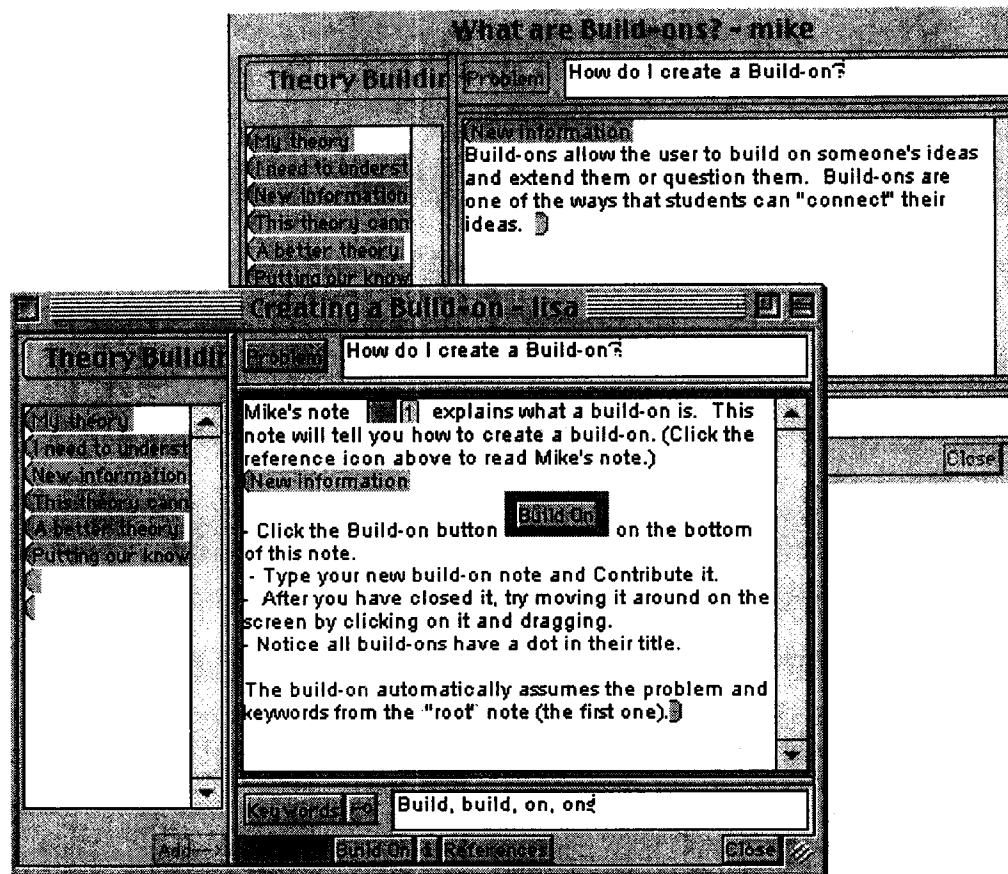 What are Build-ons? - mike
Theory Buildin
Problem
How do I create a Build-on?
My theory
I need to underst
New information
This theory cann
A better theory
Putting our know
New information
Build-ons allow the user to build on someone's ideas
and extend them or question them. Build-ons are
one of the ways that students can "connect" their
ideas.
Close
Creating a Build-on - lisa
Theory Buildin
Problem
How do I create a Build-on?
My theory
I need to underst
New information
This theory cann
A better theory
Putting our know
Add-->
Mike's note 1 explains what a build-on is. This
note will tell you how to create a build-on. (Click the
reference icon above to read Mike's note.)
New information
- Click the Build-on button Build On on the bottom
of this note.
- Type your new build-on note and Contribute it.
- After you have closed it, try moving it around on the
screen by clicking on it and dragging.
- Notice all build-ons have a dot in their title.
The build-on automatically assumes the problem and
keywords from the "root" note (the first one).
Keywords
Build, build, on, ons
Build On & References
Close